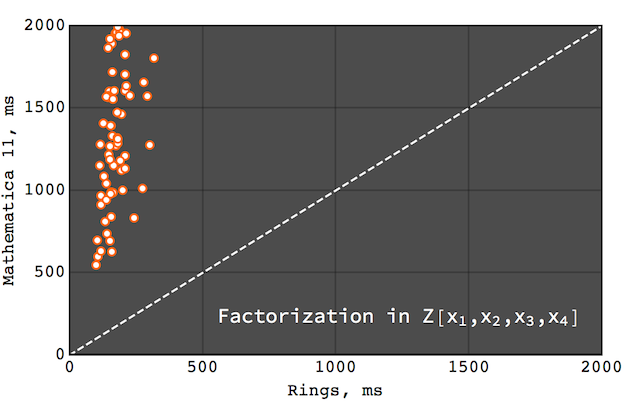 2000
1500
1000
500
0
Mathematica 11, ms
Factorization in Z[x₁,x₂,x₃,x₄]
0 500 1000 1500 2000
Rings, ms